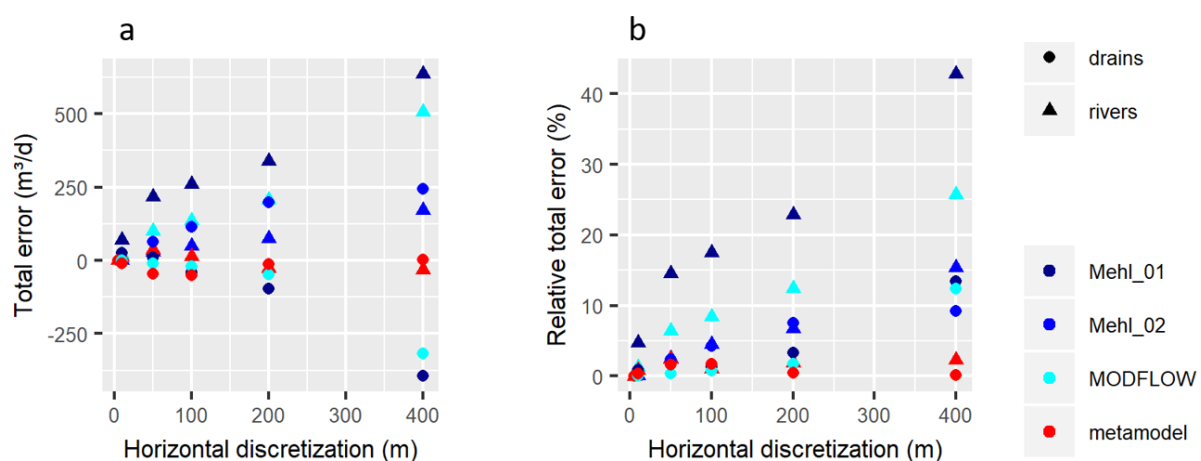 a
Total error (m³/d)
500
250
0
-250
0
100
200
300
400
Horizontal discretization (m)
b
Relative total error (%)
40
30
20
10
0
0
100
200
300
400
Horizontal discretization (m)
drains
rivers
Mehl_01
Mehl_02
MODFLOW
metamodel